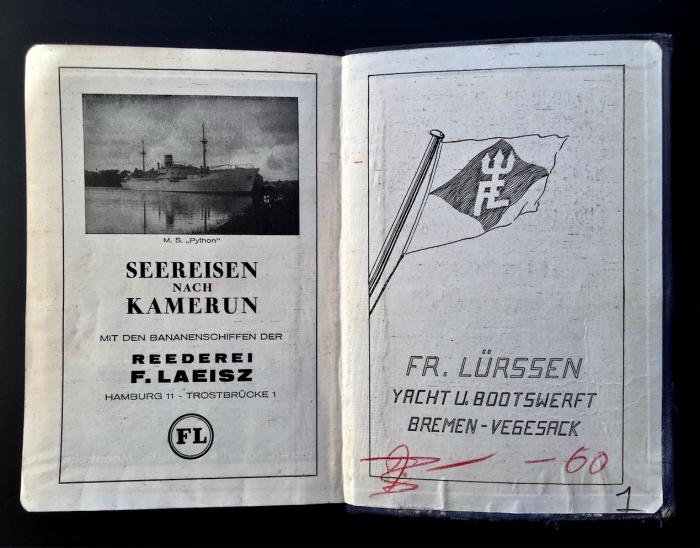 M. S. „Python"
SEEREISEN
NACH
KAMERUN
MIT DEN BANANENSCHIFFEN DER
REEDEREI
F. LAEISZ
HAMBURG 11 - TROSTBRÜCKE 1
FL
FL
FR. LÜRSSEN
YACHT U. BOOTSWERFT
BREMEN - VEGESACK
- 60
1